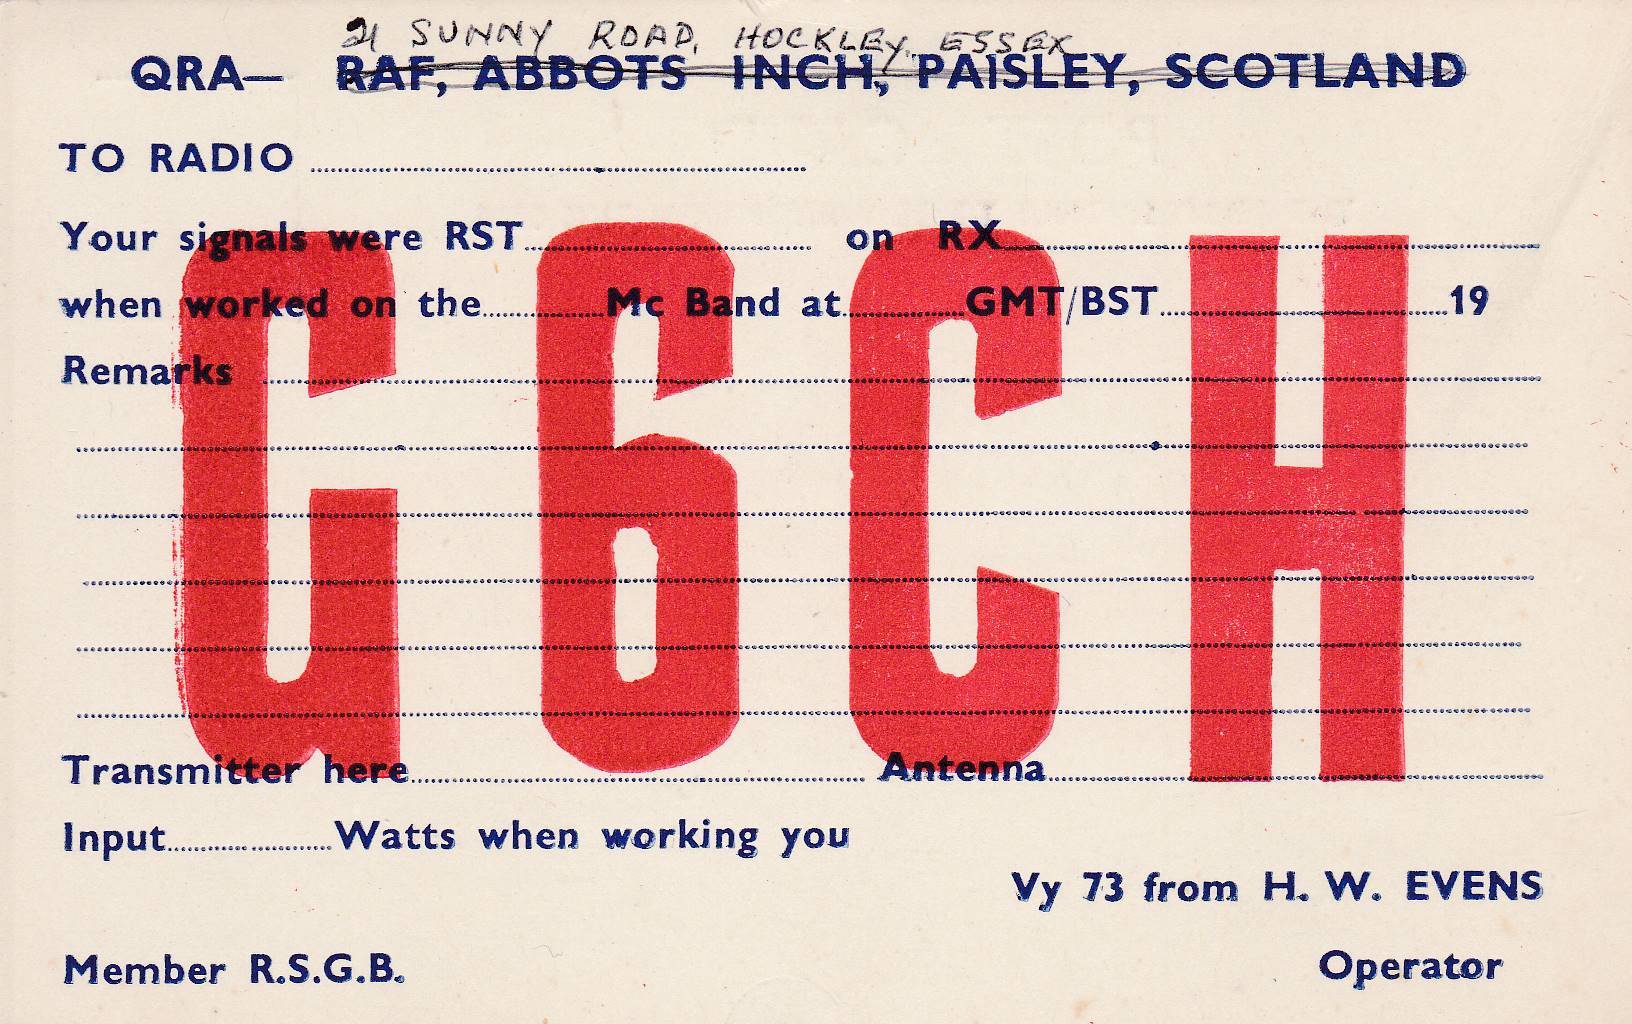 21 SUNNY ROAD, HOCKLEY, ESSEX
QRA— RAF, ABBOTS INCH, PAISLEY, SCOTLAND
TO RADIO
Your signals were RST on RX
when worked on the Mc Band at GMT/BST 19
Remarks
G6CH
Transmitter here Antenna
Input Watts when working you
Vy 73 from H. W. EVENS
Member R.S.G.B. Operator